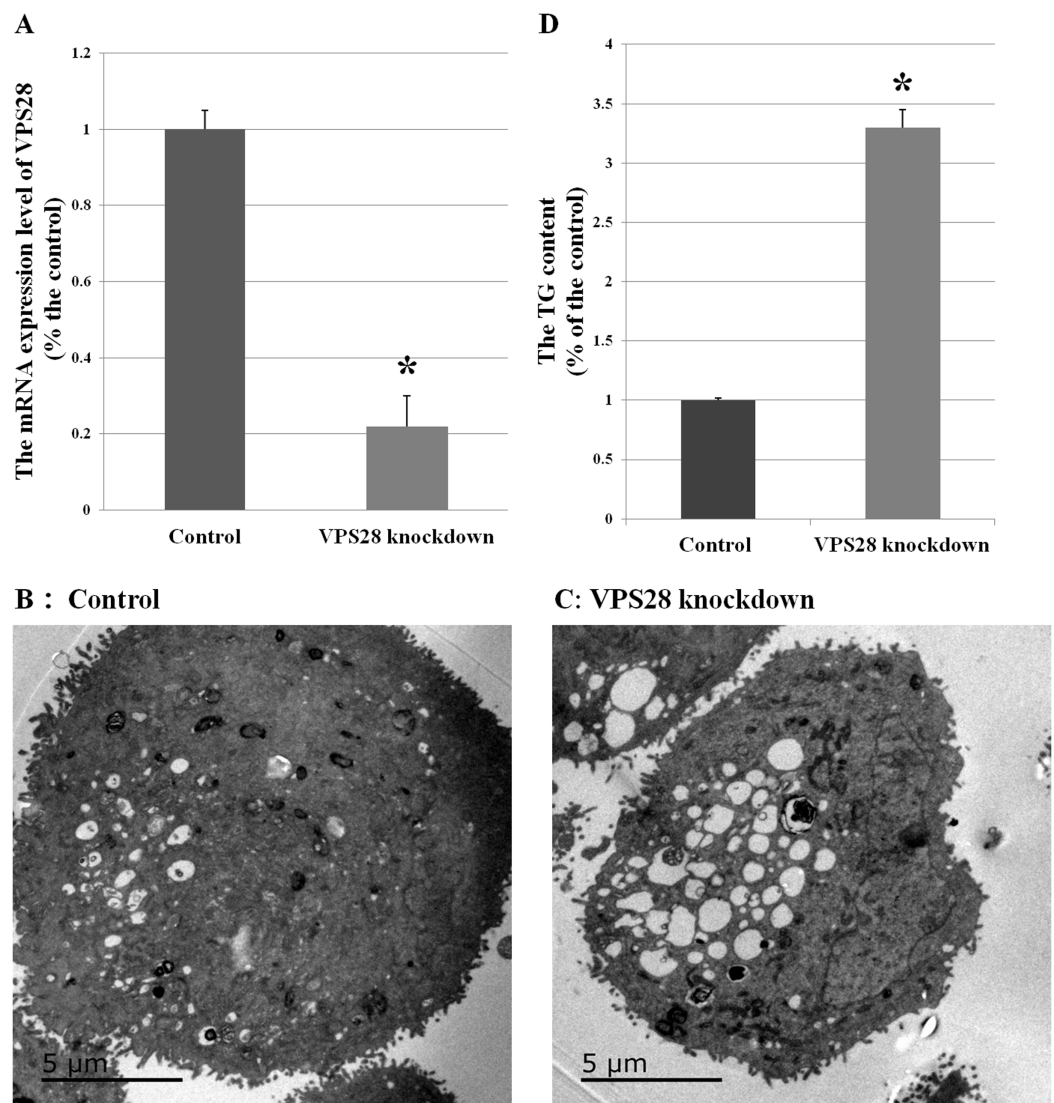 A
The mRNA expression level of VPS28
(% the control)
1.2
1
0.8
0.6
0.4
0.2
0
*
Control
VPS28 knockdown
D
The TG content
(% of the control)
4
3.5
3
2.5
2
1.5
1
0.5
0
*
Control
VPS28 knockdown
B： Control
5 μm
C: VPS28 knockdown
5 μm